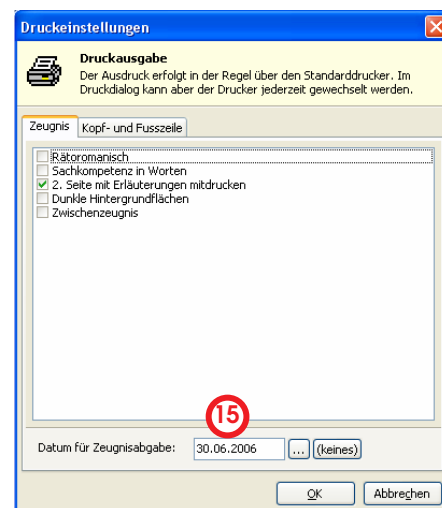 Druckeinstellungen
Druckausgabe
Der Ausdruck erfolgt in der Regel über den Standarddrucker. Im
Druckdialog kann aber der Drucker jederzeit gewechselt werden.
Zeugnis Kopf- und Fusszeile
Rätoromanisch
Sachkompetenz in Worten
2. Seite mit Erläuterungen mitdrucken
Dunkle Hintergrundflächen
Zwischenzeugnis
15
Datum für Zeugnisabgabe: 30.06.2006 ... (keines)
OK Abbrechen